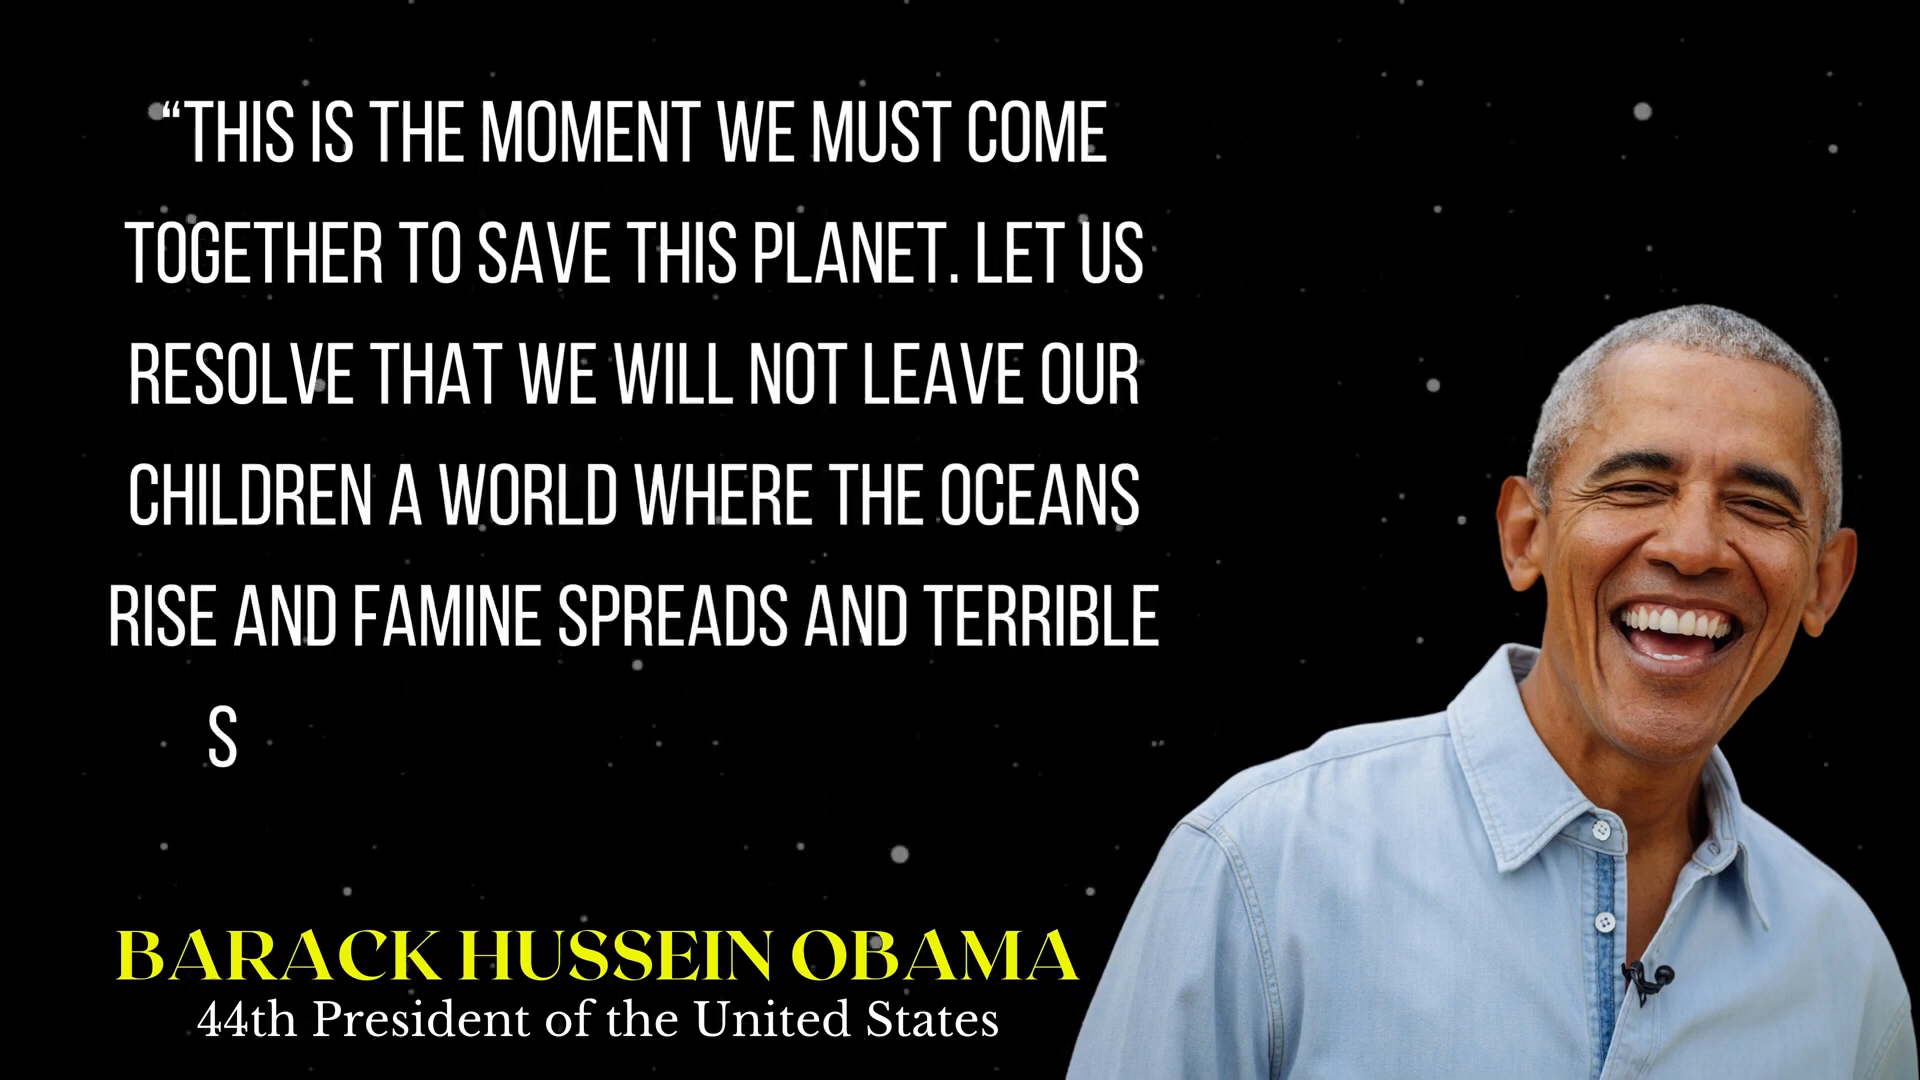 “THIS IS THE MOMENT WE MUST COME
TOGETHER TO SAVE THIS PLANET. LET US
RESOLVE THAT WE WILL NOT LEAVE OUR
CHILDREN A WORLD WHERE THE OCEANS
RISE AND FAMINE SPREADS AND TERRIBLE
S
BARACK HUSSEIN OBAMA
44th President of the United States